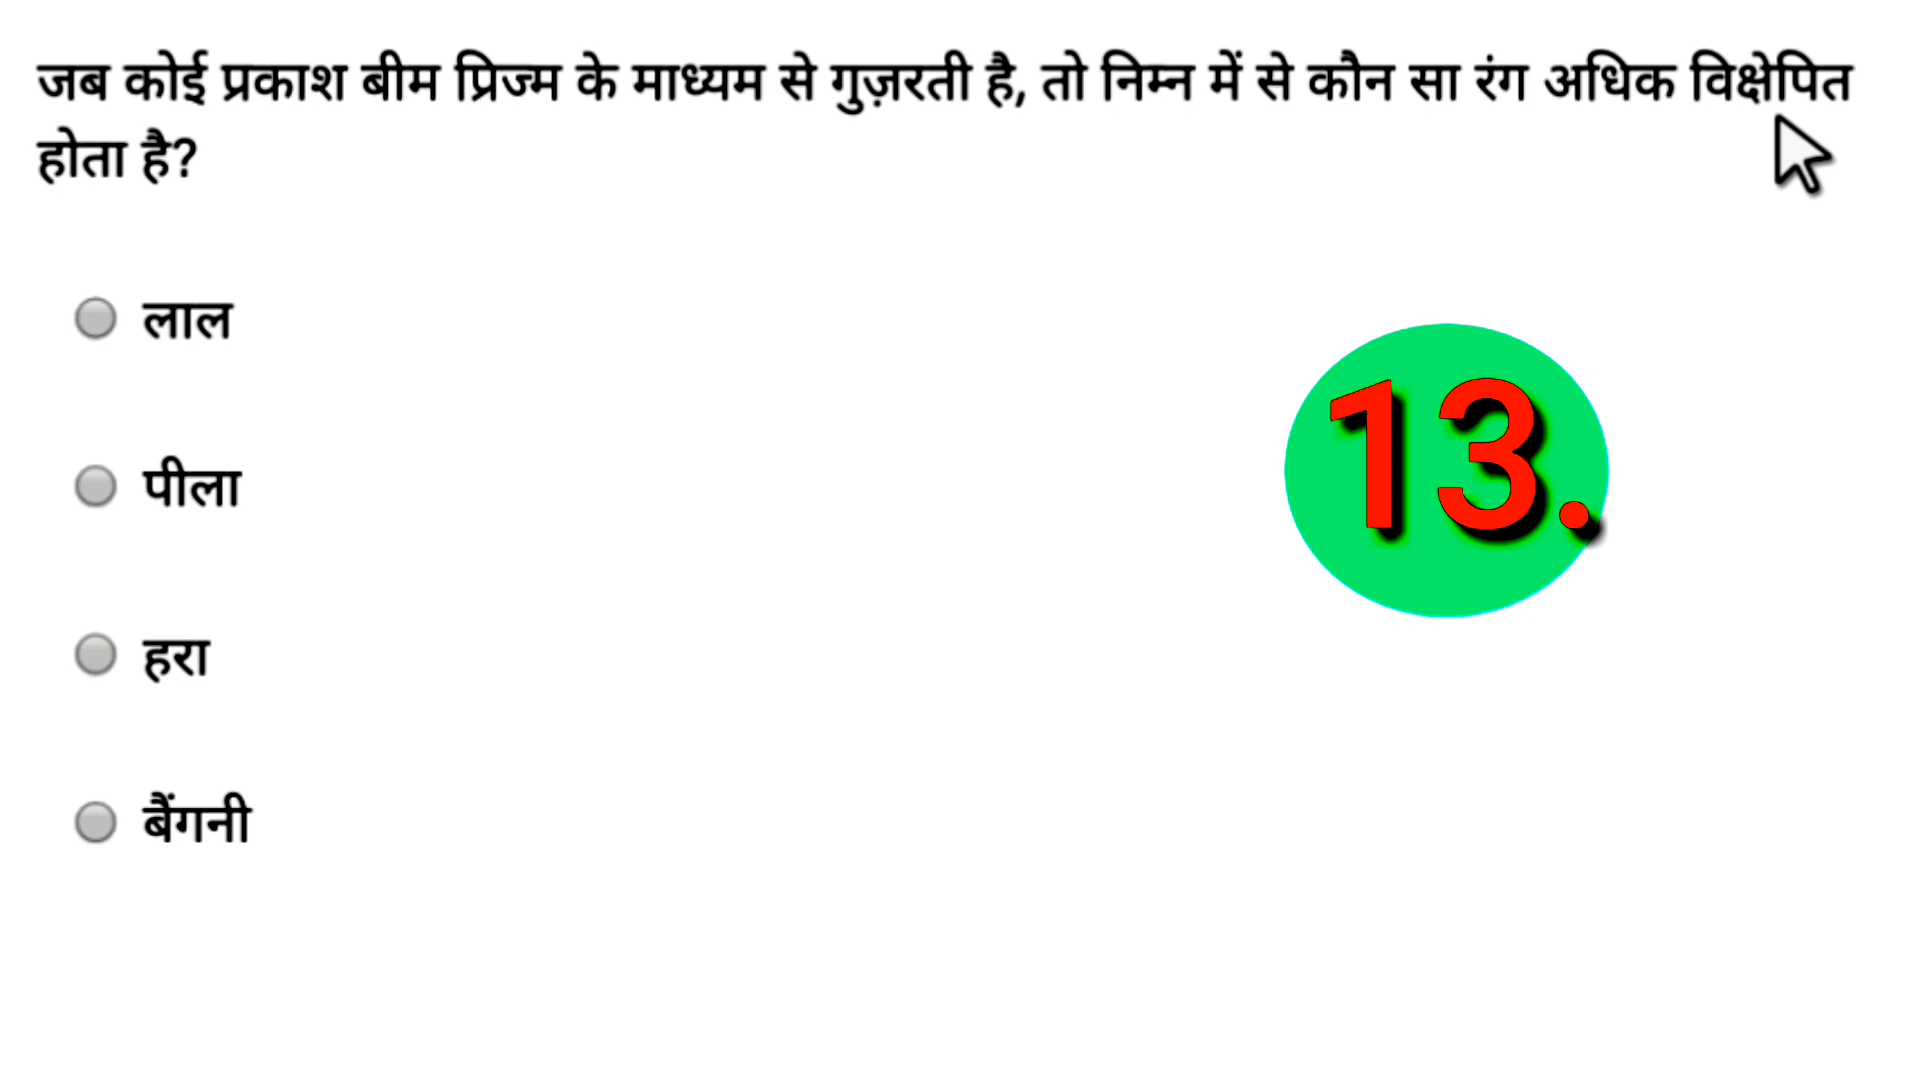 जब कोई प्रकाश बीम प्रिज्म के माध्यम से गुज़रती है, तो निम्न में से कौन सा रंग अधिक विक्षेपित
होता है?
लाल
13.
पीला
हरा
बैंगनी